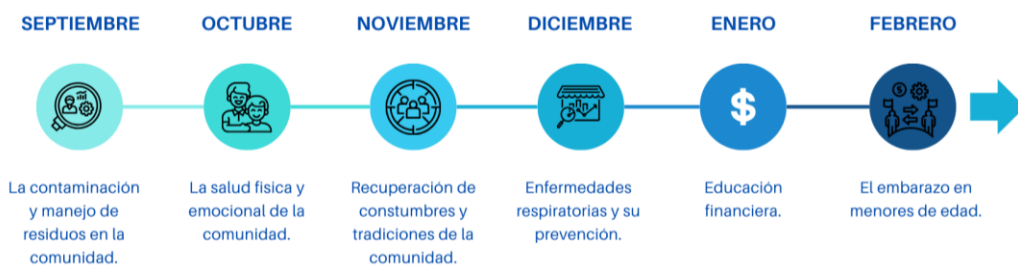 SEPTIEMBRE
OCTUBRE
NOVIEMBRE
DICIEMBRE
ENERO
FEBRERO
$
$
La contaminación
y manejo de
residuos en la
comunidad.
La salud fisica y
emocional de la
comunidad.
Recuperación de
constumbres y
tradiciones de la
comunidad.
Enfermedades
respiratorias y su
prevención.
Educación
financiera.
El embarazo en
menores de edad.